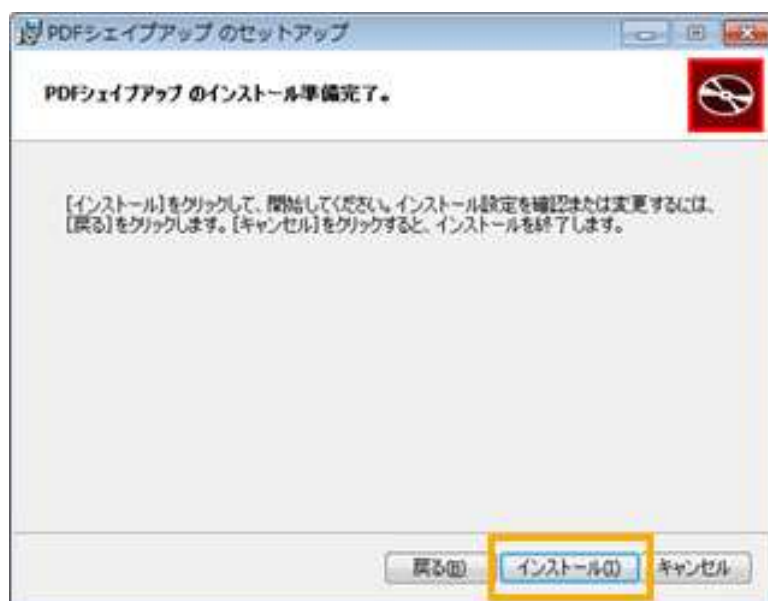 PDFシェイプアップ のセットアップ
PDFシェイプアップ のインストール準備完了。
[インストール]をクリックして、開始してください。インストール設定を確認または変更するには、
[戻る]をクリックします。[キャンセル]をクリックすると、インストールを終了します。
戻る(B) インストール(I) キャンセル